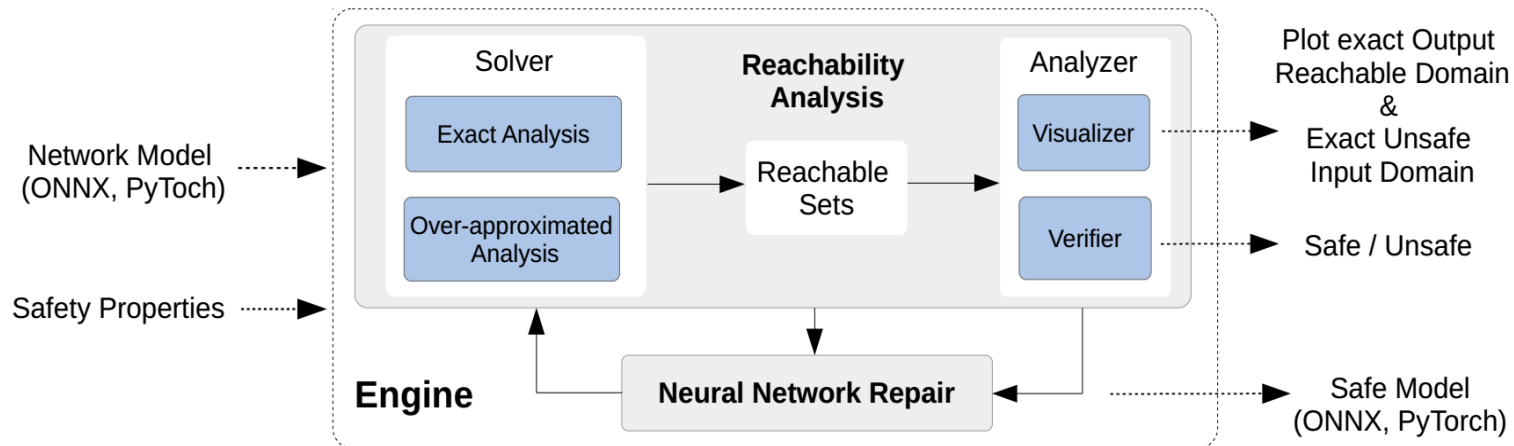 Network Model
(ONNX, PyToch)
Safety Properties
Solver
Exact Analysis
Over-approximated
Analysis
Reachability
Analysis
Reachable
Sets
Analyzer
Visualizer
Verifier
Neural Network Repair
Engine
Plot exact Output
Reachable Domain
&
Exact Unsafe
Input Domain
Safe / Unsafe
Safe Model
(ONNX, PyTorch)